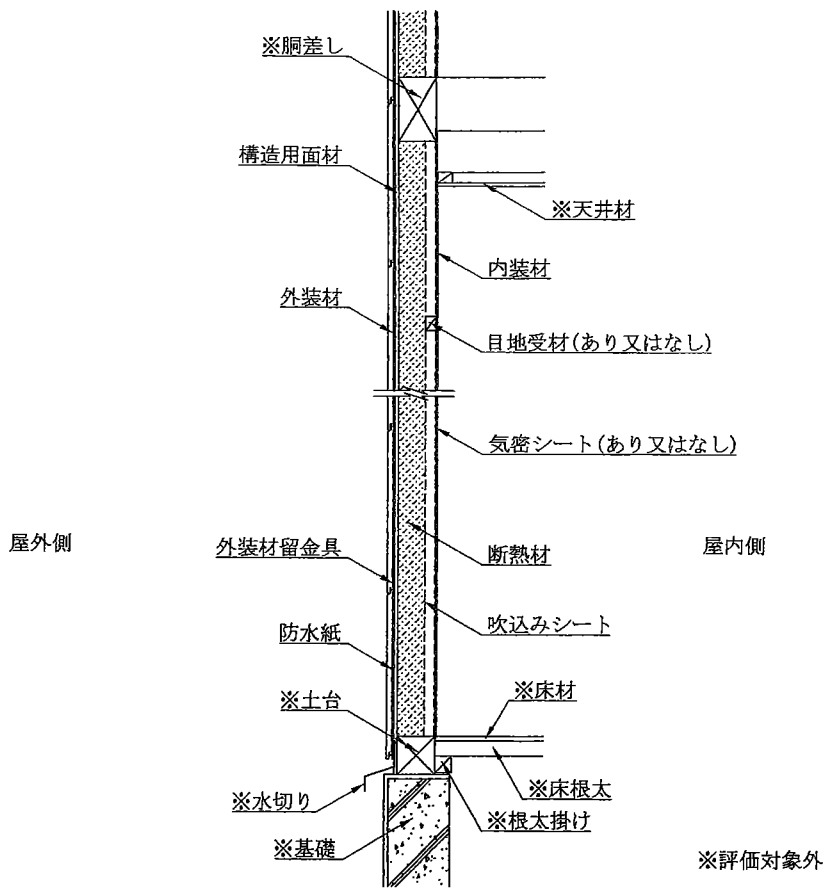 ※胴差し
構造用面材
※天井材
内装材
外装材
目地受材(あり又はなし)
気密シート(あり又はなし)
屋外側
外装材留金具
断熱材
屋内側
吹込みシート
防水紙
※床材
※土台
※床根太
※水切り
※根太掛け
※基礎
※評価対象外